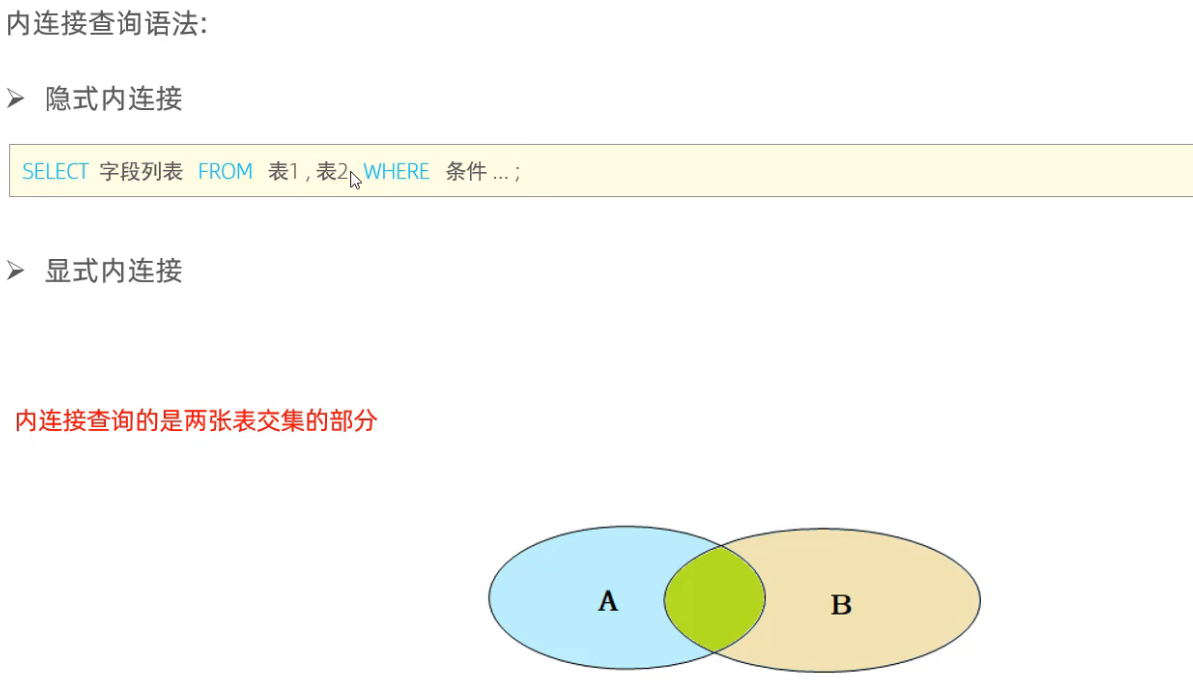 内连接查询语法:
➢ 隐式内连接
SELECT 字段列表 FROM 表1 , 表2 WHERE 条件 ... ;
➢ 显式内连接
内连接查询的是两张表交集的部分
A B